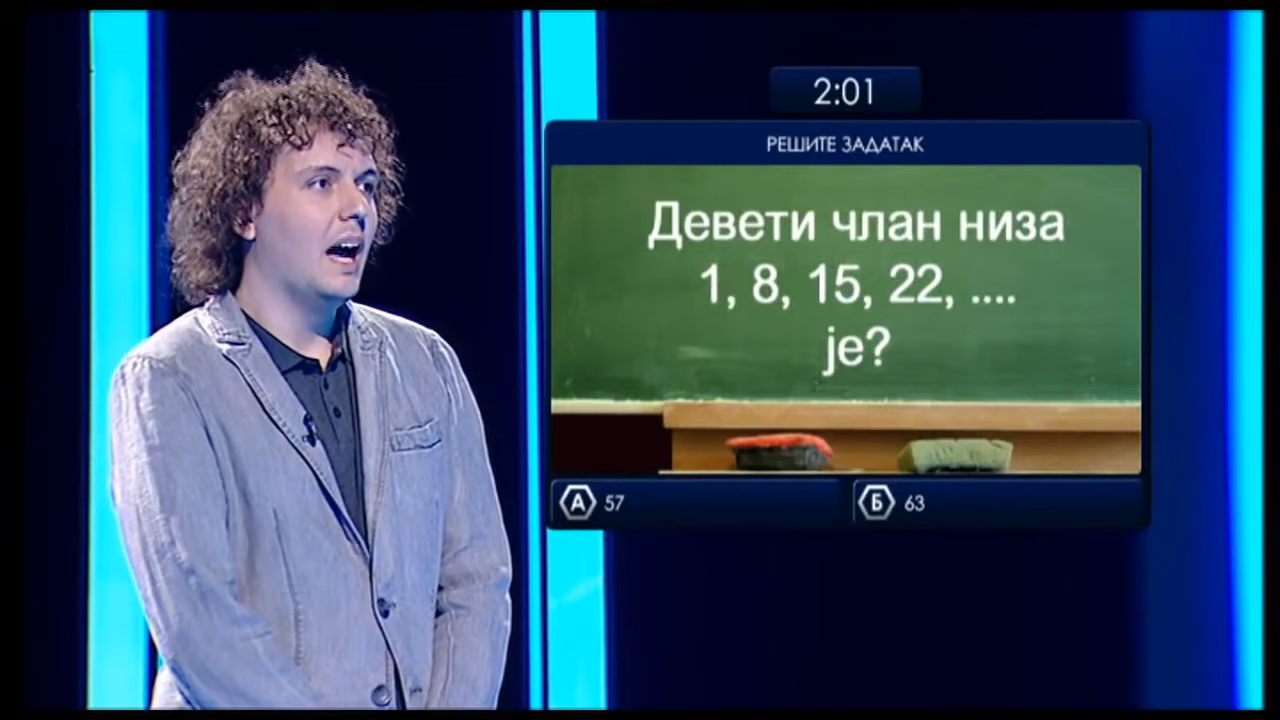 2:01
РЕШИТЕ ЗАДАТАК
Девети члан низа
1, 8, 15, 22, ....
је?
А 57
Б 63